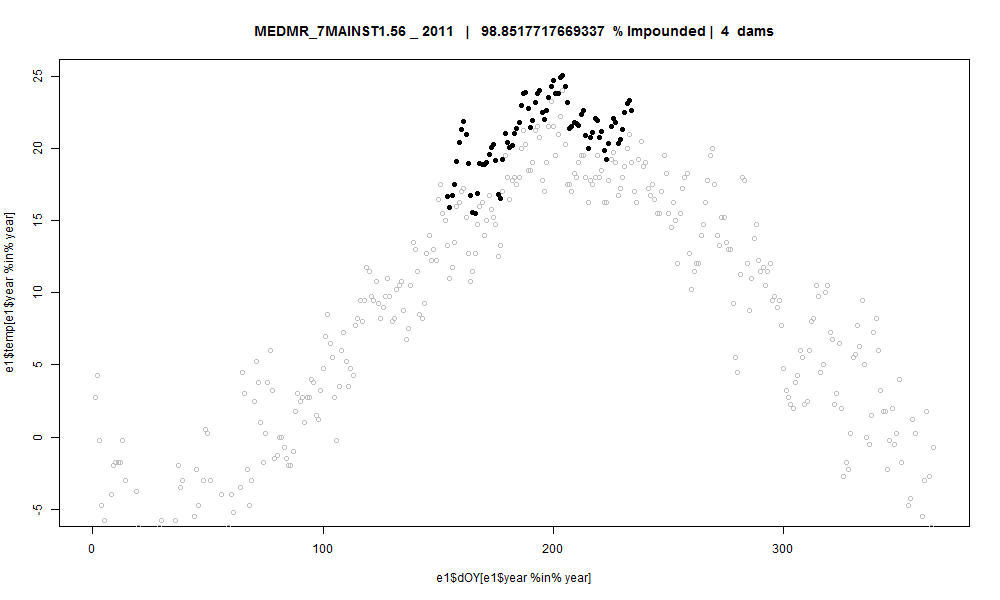 MEDMR_7MAINST1.56 _ 2011 | 98.8517717669337 % Impounded | 4 dams
25
20
15
10
5
0
-5
e1$temp[e1$year %in% year]
0 100 200 300
e1$dOY[e1$year %in% year]